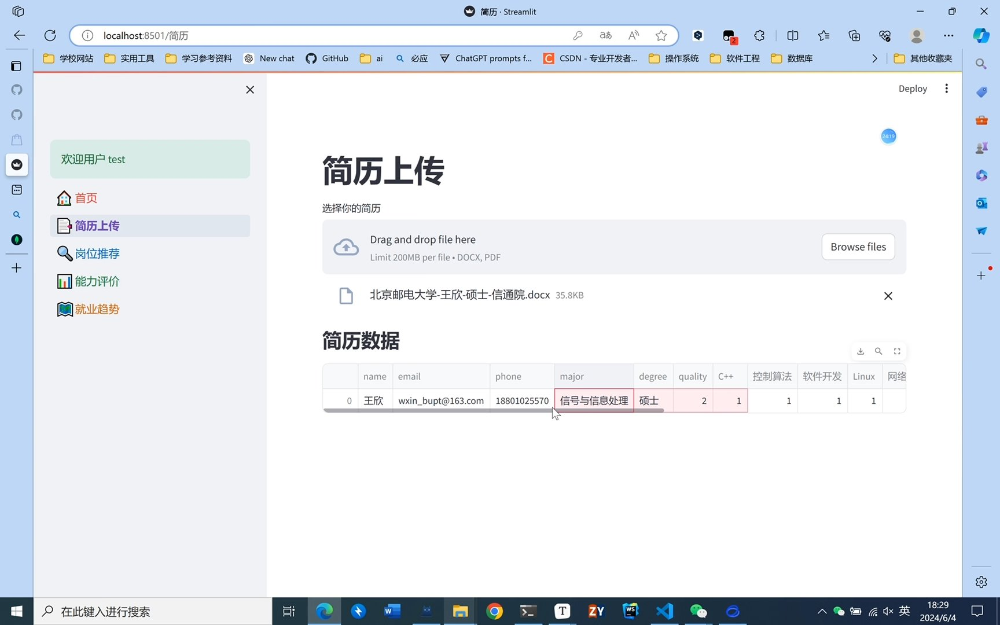 简历 · Streamlit
localhost:8501/简历
学校网站 实用工具 学习参考资料 New chat GitHub ai 必应 ChatGPT prompts f... CSDN - 专业开发者... 操作系统 软件工程 数据库 其他收藏夹
Deploy
24:19
欢迎用户 test
首页
简历上传
岗位推荐
能力评价
就业趋势
简历上传
选择你的简历
Drag and drop file here
Limit 200MB per file • DOCX, PDF
Browse files
北京邮电大学-王欣-硕士-信通院.docx 35.8KB
简历数据
name email phone major degree quality C++ 控制算法 软件开发 Linux 网络
0 王欣 wxin_bupt@163.com 18801025570 信号与信息处理 硕士 2 1 1 1 1
在此键入进行搜索
英
18:29
2024/6/4